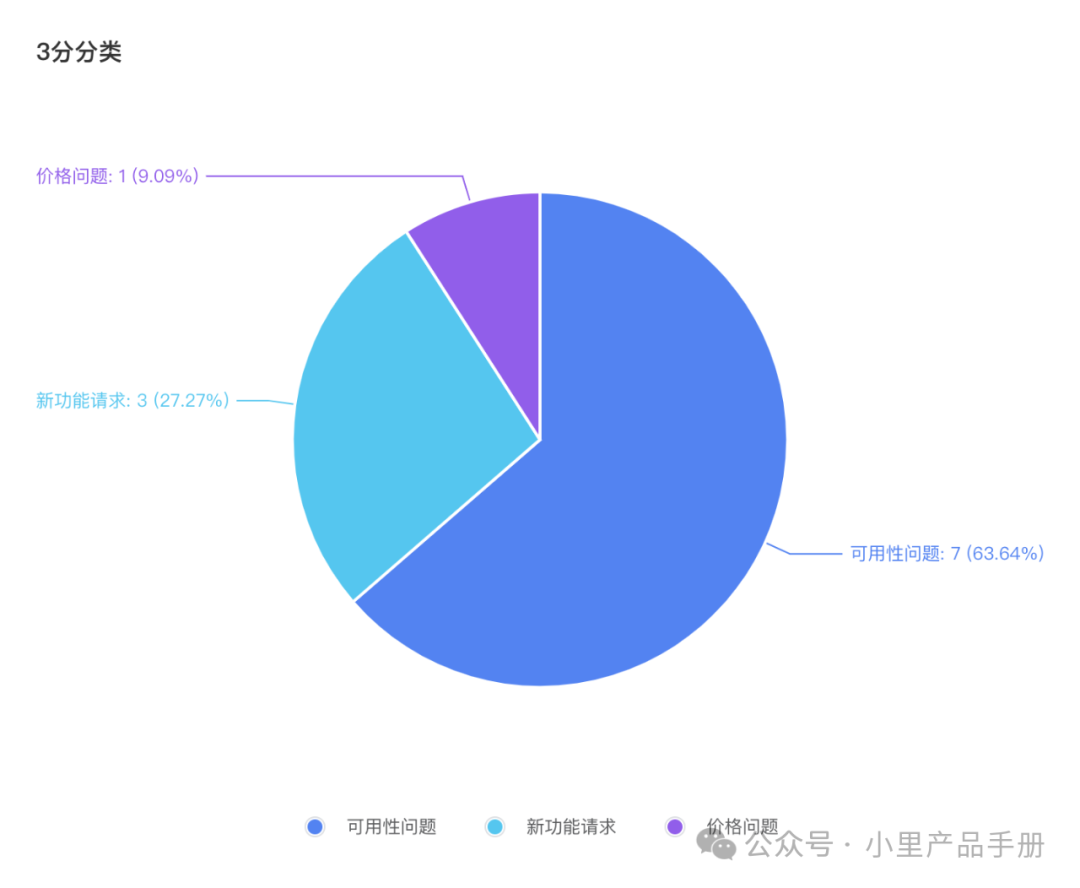 3分分类
价格问题: 1 (9.09%)
新功能请求: 3 (27.27%)
可用性问题: 7 (63.64%)
可用性问题 新功能请求 价格问题
公众号 · 小里产品手册